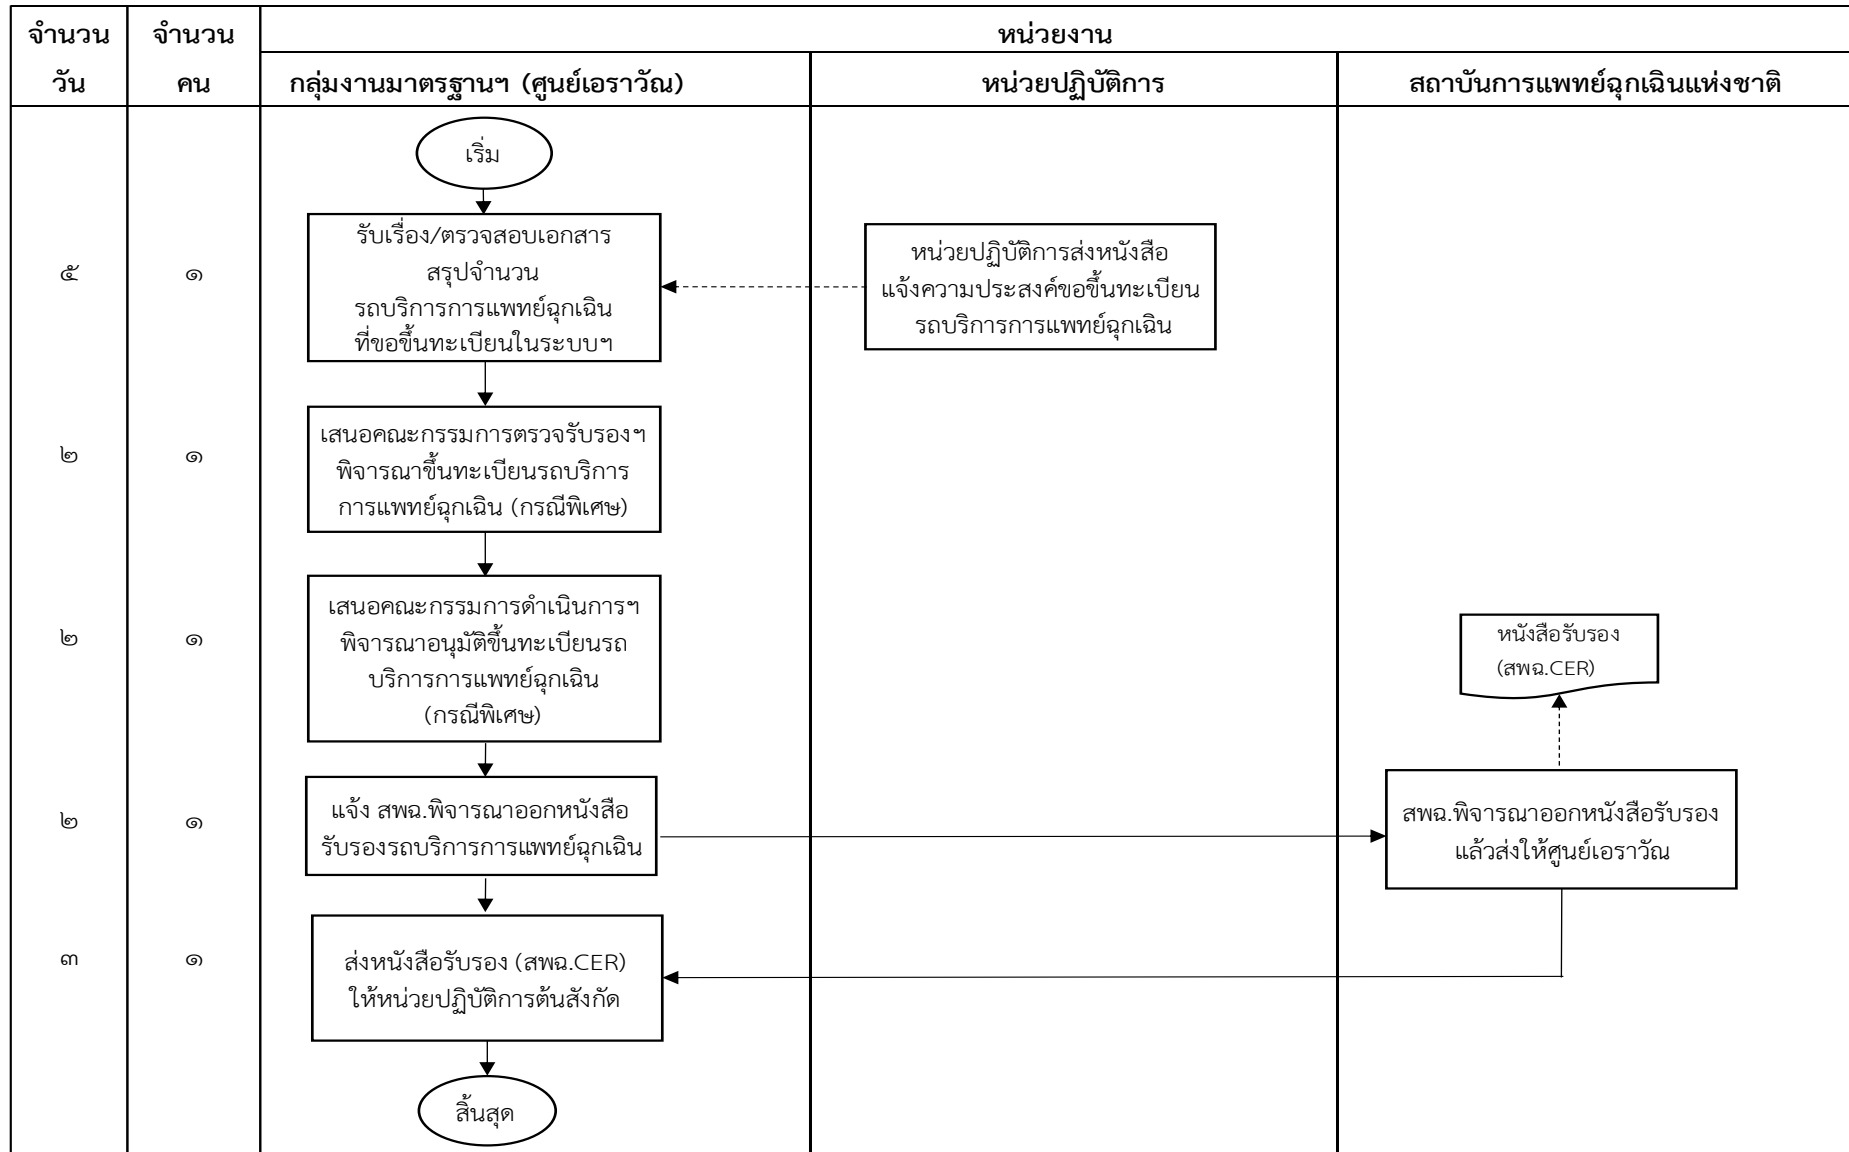 จำนวน
วัน
จำนวน
คน
หน่วยงาน
กลุ่มงานมาตรฐานฯ (ศูนย์เอราวัณ)
หน่วยปฏิบัติการ
สถาบันการแพทย์ฉุกเฉินแห่งชาติ
เริ่ม
๕
๑
รับเรื่อง/ตรวจสอบเอกสาร
สรุปจำนวน
รถบริการการแพทย์ฉุกเฉิน
ที่ขอขึ้นทะเบียนในระบบฯ
หน่วยปฏิบัติการส่งหนังสือ
แจ้งความประสงค์ขอขึ้นทะเบียน
รถบริการการแพทย์ฉุกเฉิน
๒
๑
เสนอคณะกรรมการตรวจรับรองฯ
พิจารณาขึ้นทะเบียนรถบริการ
การแพทย์ฉุกเฉิน (กรณีพิเศษ)
๒
๑
เสนอคณะกรรมการดำเนินการฯ
พิจารณาอนุมัติขึ้นทะเบียนรถ
บริการการแพทย์ฉุกเฉิน
(กรณีพิเศษ)
หนังสือรับรอง
(สพฉ.CER)
๒
๑
แจ้ง สพฉ.พิจารณาออกหนังสือ
รับรองรถบริการการแพทย์ฉุกเฉิน
สพฉ.พิจารณาออกหนังสือรับรอง
แล้วส่งให้ศูนย์เอราวัณ
๓
๑
ส่งหนังสือรับรอง (สพฉ.CER)
ให้หน่วยปฏิบัติการต้นสังกัด
สิ้นสุด